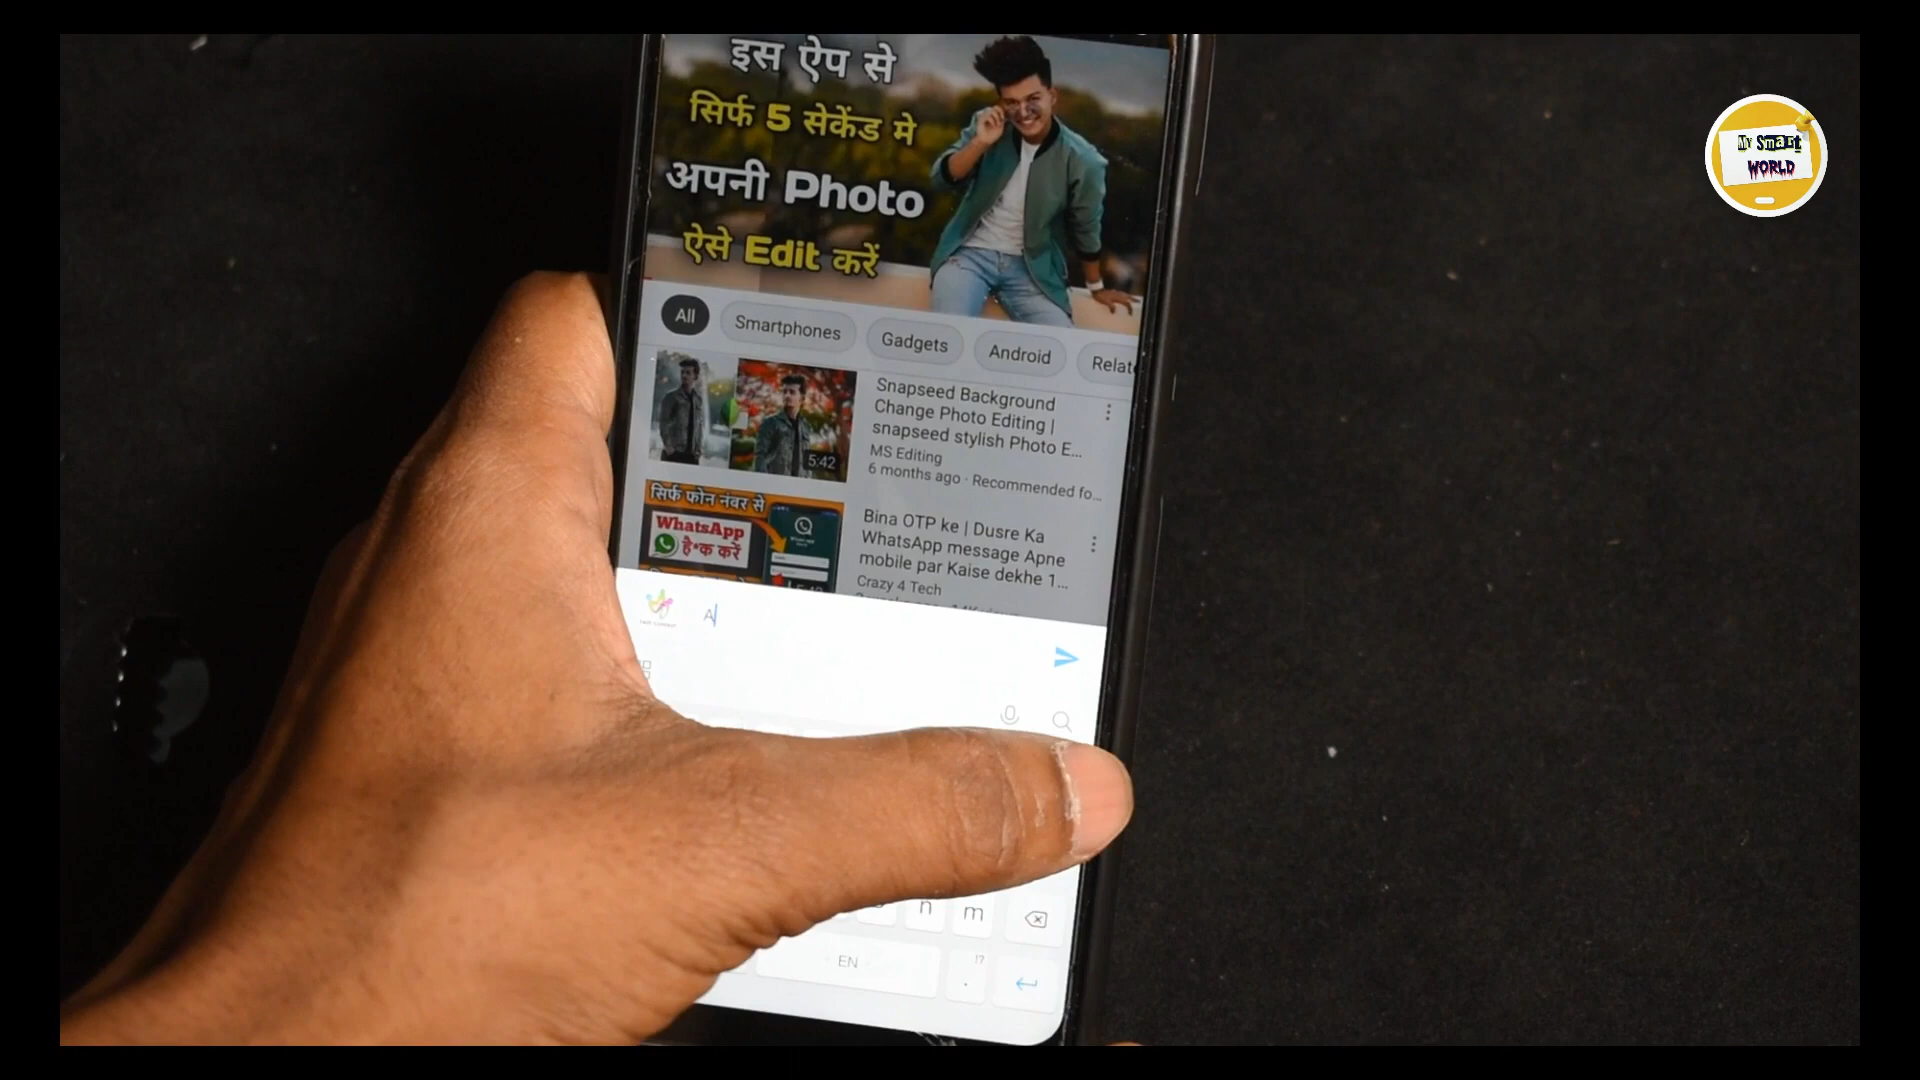 इस ऐप से
सिर्फ 5 सेकेंड मे
अपनी Photo
ऐसे Edit करें
My Smart
WORLD
All
Smartphones
Gadgets
Android
Relate
Snapseed Background
Change Photo Editing |
snapseed stylish Photo E...
MS Editing
6 months ago · Recommended fo...
5:42
सिर्फ फोन नंबर से
WhatsApp
है*क करें
Bina OTP ke | Dusre Ka
WhatsApp message Apne
mobile par Kaise dekhe 1...
Crazy 4 Tech
A
n
m
EN
!?
.